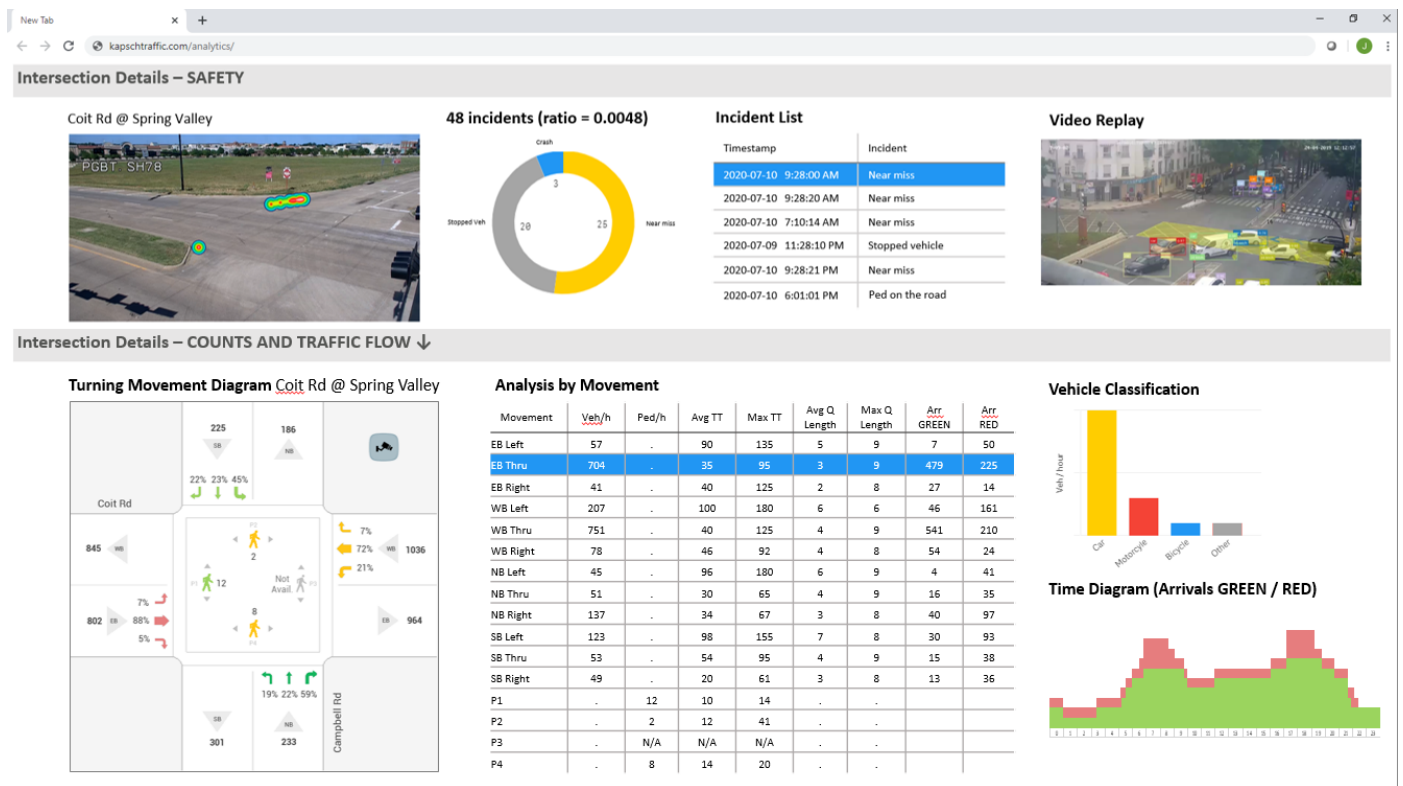 New Tab
kapschtraffic.com/analytics/
J
Intersection Details – SAFETY
Coit Rd @ Spring Valley
PGBT SH78
48 incidents (ratio = 0.0048)
Crash
3
Stopped Veh
20
25
Near miss
Incident List
Timestamp Incident
2020-07-10 9:28:00 AM Near miss
2020-07-10 9:28:20 AM Near miss
2020-07-10 7:10:14 AM Near miss
2020-07-09 11:28:10 PM Stopped vehicle
2020-07-10 9:28:21 PM Near miss
2020-07-10 6:01:01 PM Ped on the road
Video Replay
Intersection Details – COUNTS AND TRAFFIC FLOW
Turning Movement Diagram Coit Rd @ Spring Valley
225
SB
186
NB
22% 23% 45%
Coit Rd
845 WB
P2
2
P1 12
Not
Avail. P3
8
P4
7%
72% WB 1036
21%
7%
802 EB 88%
5%
EB 964
19% 22% 59%
SB
301
NB
233
Campbell Rd
Analysis by Movement
Movement Veh/h Ped/h Avg TT Max TT Avg Q Length Max Q Length Arr GREEN Arr RED
EB Left 57 . 90 135 5 9 7 50
EB Thru 704 . 35 95 3 9 479 225
EB Right 41 . 40 125 2 8 27 14
WB Left 207 . 100 180 6 6 46 161
WB Thru 751 . 40 125 4 9 541 210
WB Right 78 . 46 92 4 8 54 24
NB Left 45 . 96 180 6 9 4 41
NB Thru 51 . 30 65 4 9 16 35
NB Right 137 . 34 67 3 8 40 97
SB Left 123 . 98 155 7 8 30 93
SB Thru 53 . 54 95 4 9 15 38
SB Right 49 . 20 61 3 8 13 36
P1 . 12 10 14 . .
P2 . 2 12 41 . .
P3 . N/A N/A N/A . .
P4 . 8 14 20 . .
Vehicle Classification
Veh/hour
Car
Motorcyle
Bicycle
Other
Time Diagram (Arrivals GREEN / RED)